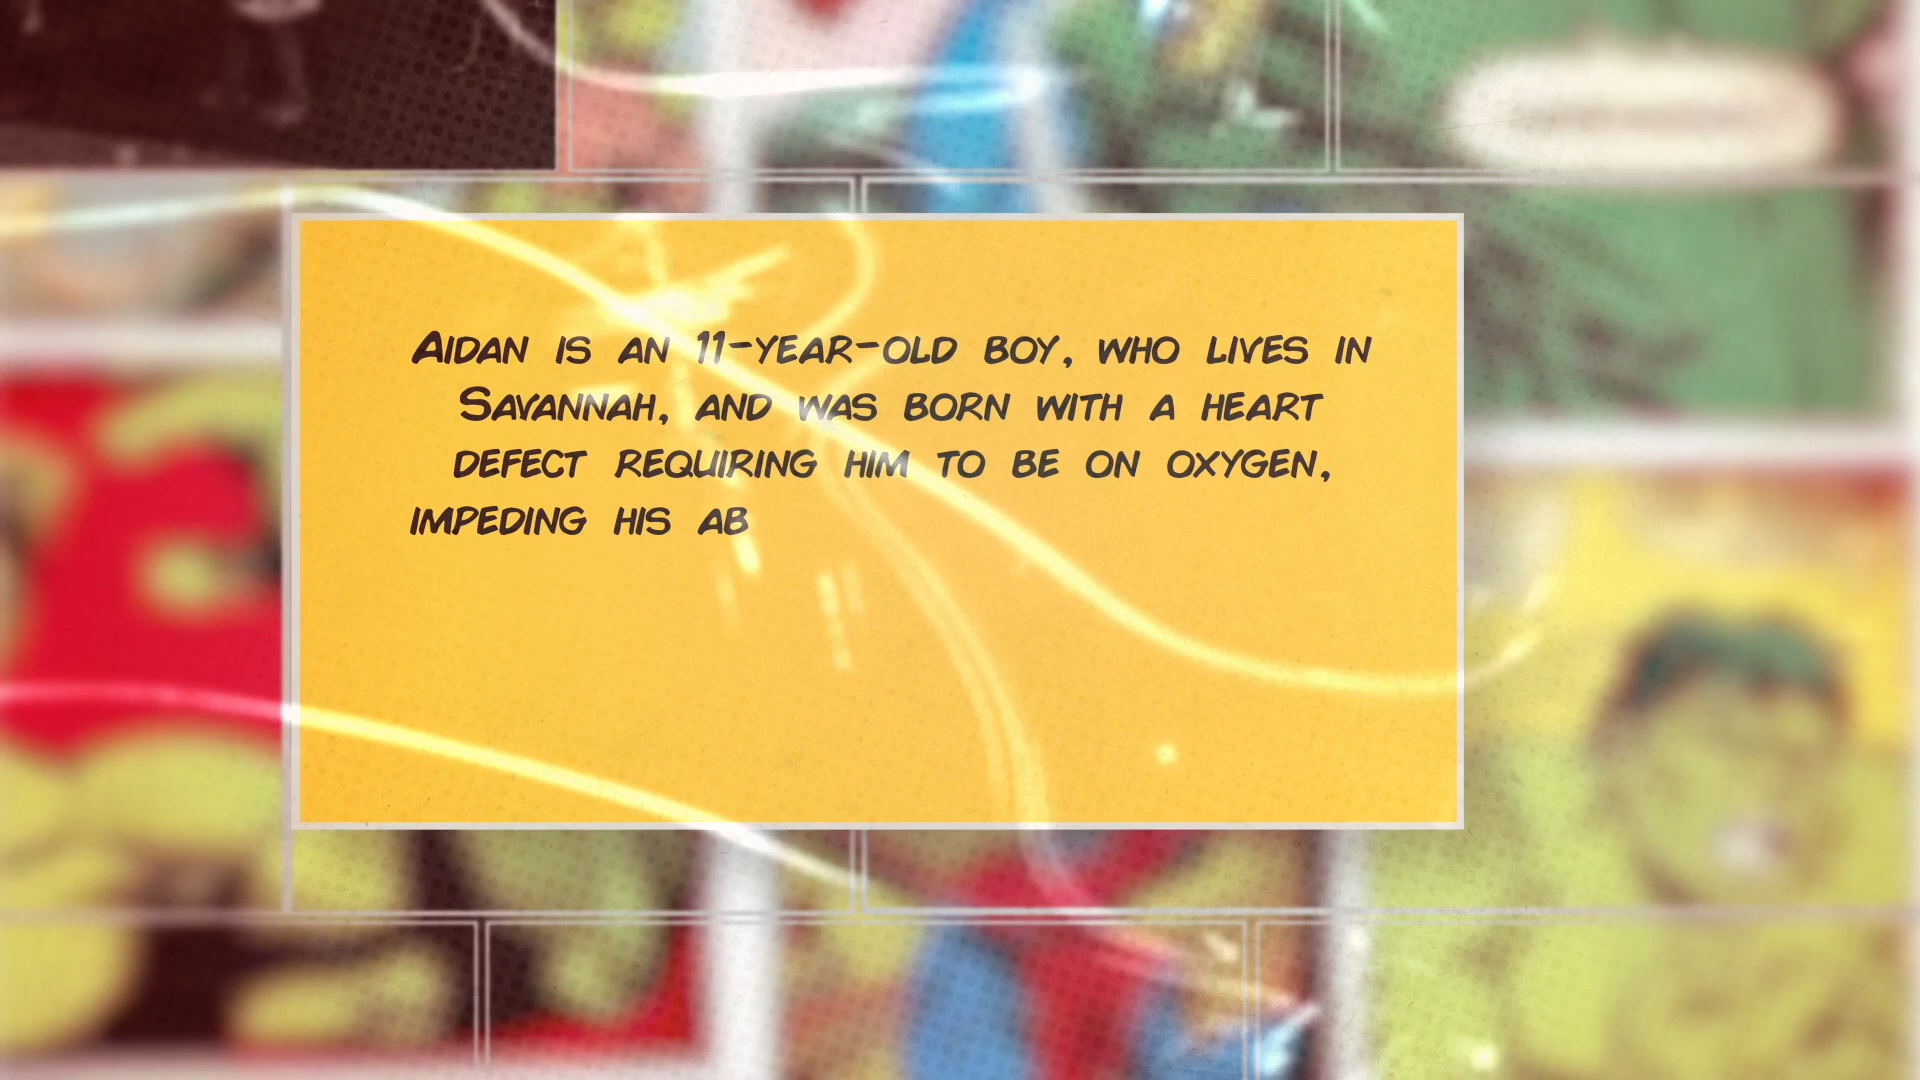 Aidan is an 11-year-old boy, who lives in
Savannah, and was born with a heart
defect requiring him to be on oxygen,
impeding his ab